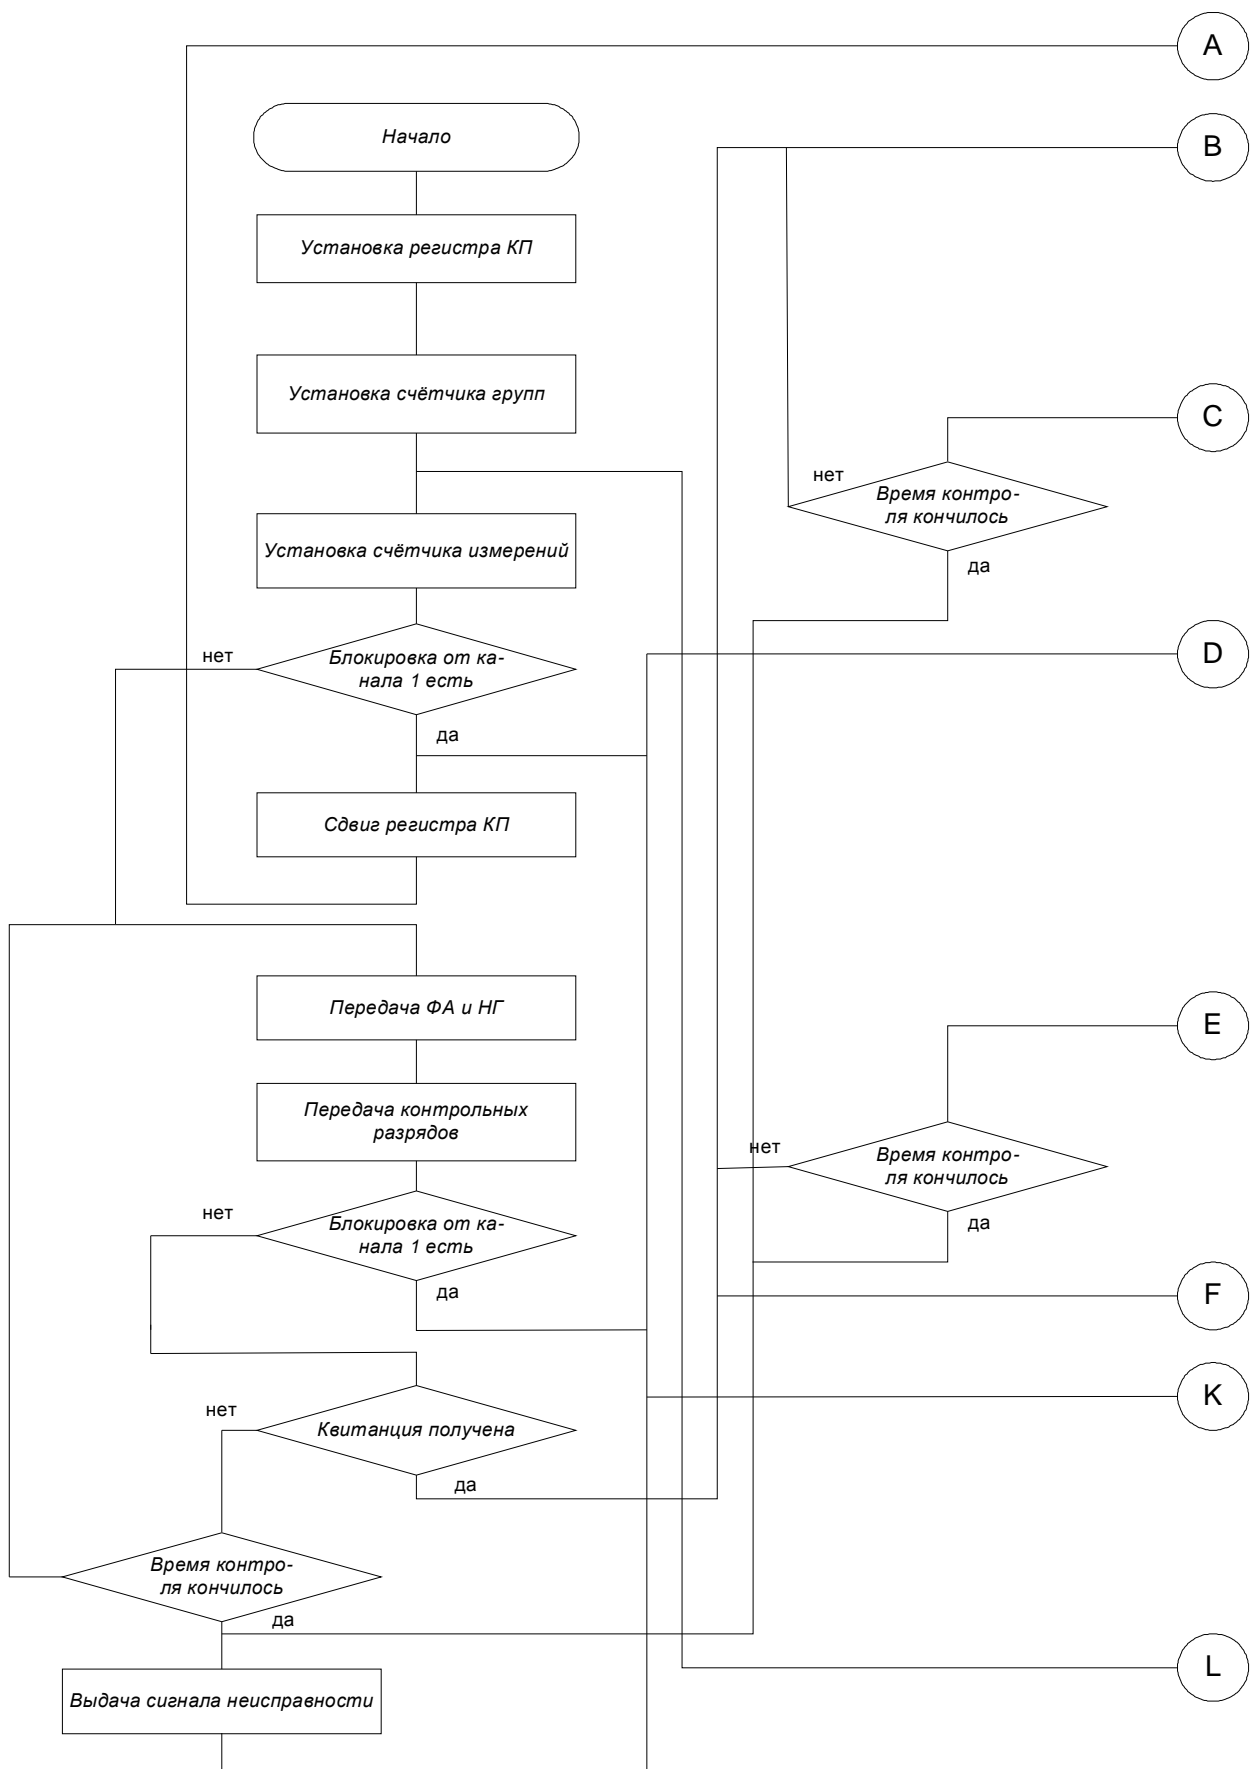 A
Начало
B
Установка регистра КП
Установка счётчика групп
C
нет
Время контро-
ля кончилось
Установка счётчика измерений
да
нет
Блокировка от ка-
нала 1 есть
D
да
Сдвиг регистра КП
Передача ФА и НГ
E
Передача контрольных
разрядов
нет
Время контро-
ля кончилось
нет
Блокировка от ка-
нала 1 есть
да
да
F
K
нет
Квитанция получена
да
Время контро-
ля кончилось
да
L
Выдача сигнала неисправности